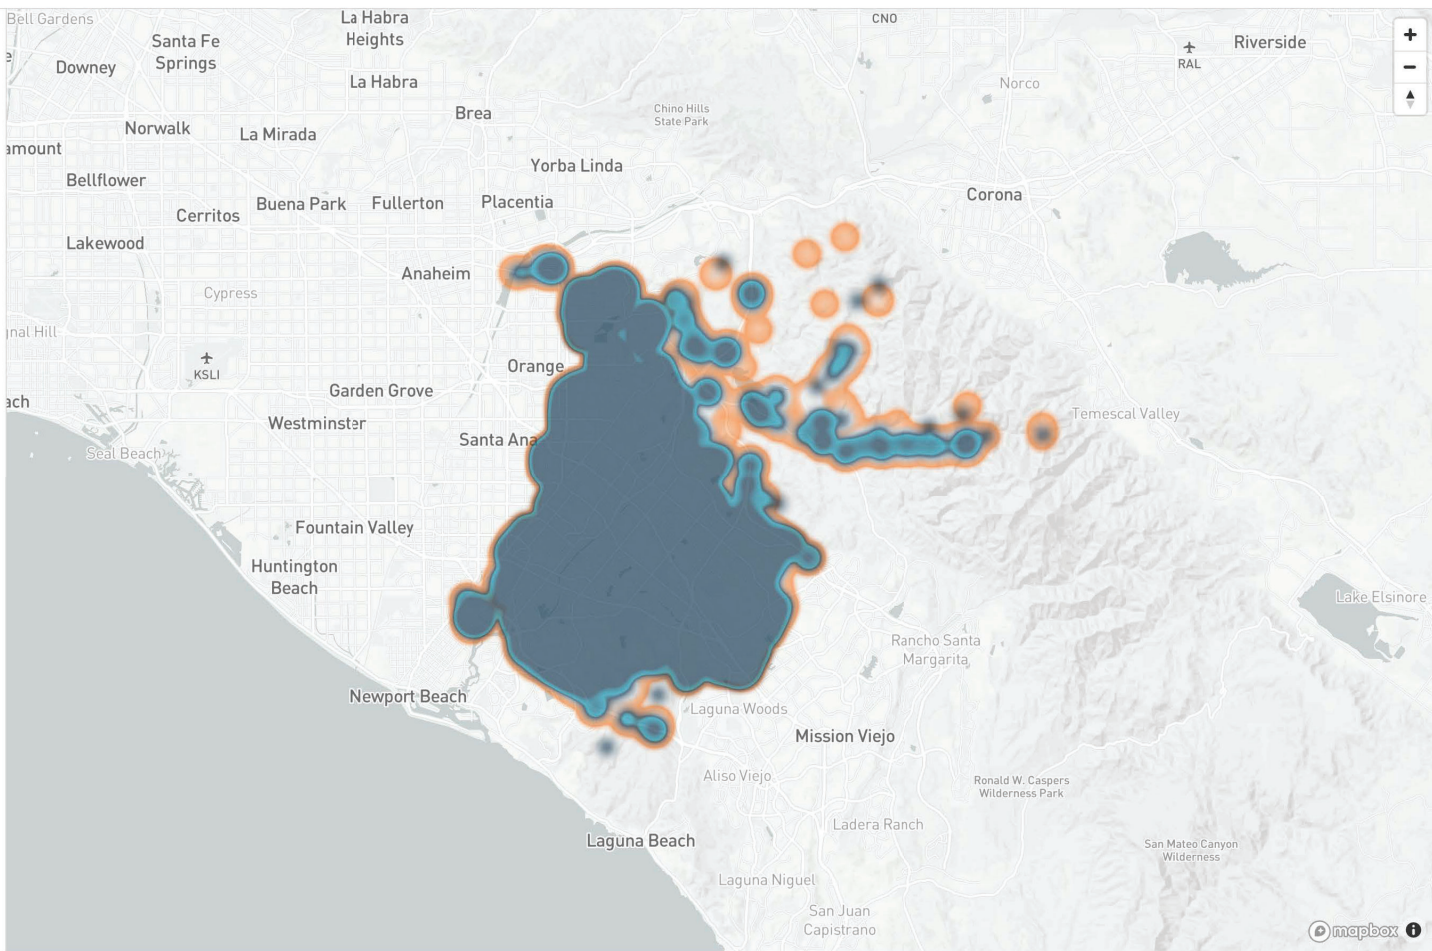 Bell Gardens
La Habra
Heights
CNO
Santa Fe
Springs
Riverside
Downey
RAL
La Habra
Norco
Brea
Chino Hills
State Park
Norwalk
La Mirada
amount
Yorba Linda
Bellflower
Corona
Buena Park
Fullerton
Placentia
Cerritos
Lakewood
Anaheim
Cypress
gnal Hill
KSLI
Orange
Garden Grove
ach
Westminster
Temescal Valley
Santa Ana
Seal Beach
Fountain Valley
Huntington
Beach
Lake Elsinore
Rancho Santa
Margarita
Newport Beach
Laguna Woods
Mission Viejo
Aliso Viejo
Ronald W. Caspers
Wilderness Park
Ladera Ranch
Laguna Beach
San Mateo Canyon
Wilderness
Laguna Niguel
San Juan
Capistrano
mapbox